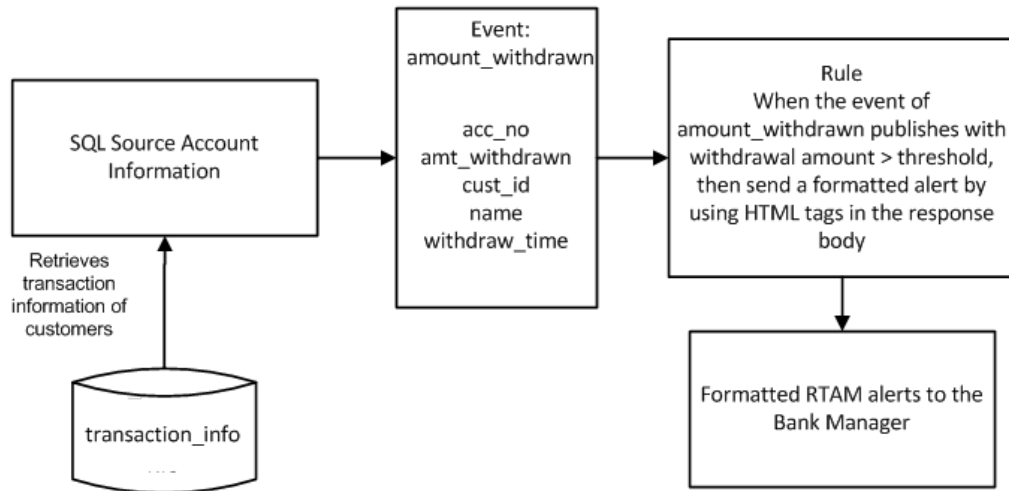 SQL Source Account
Information
Retrieves
transaction
information of
customers
transaction_info
Event:
amount_withdrawn
acc_no
amt_withdrawn
cust_id
name
withdraw_time
Rule
When the event of
amount_withdrawn publishes with
withdrawal amount > threshold,
then send a formatted alert by
using HTML tags in the response
body
Formatted RTAM alerts to the
Bank Manager